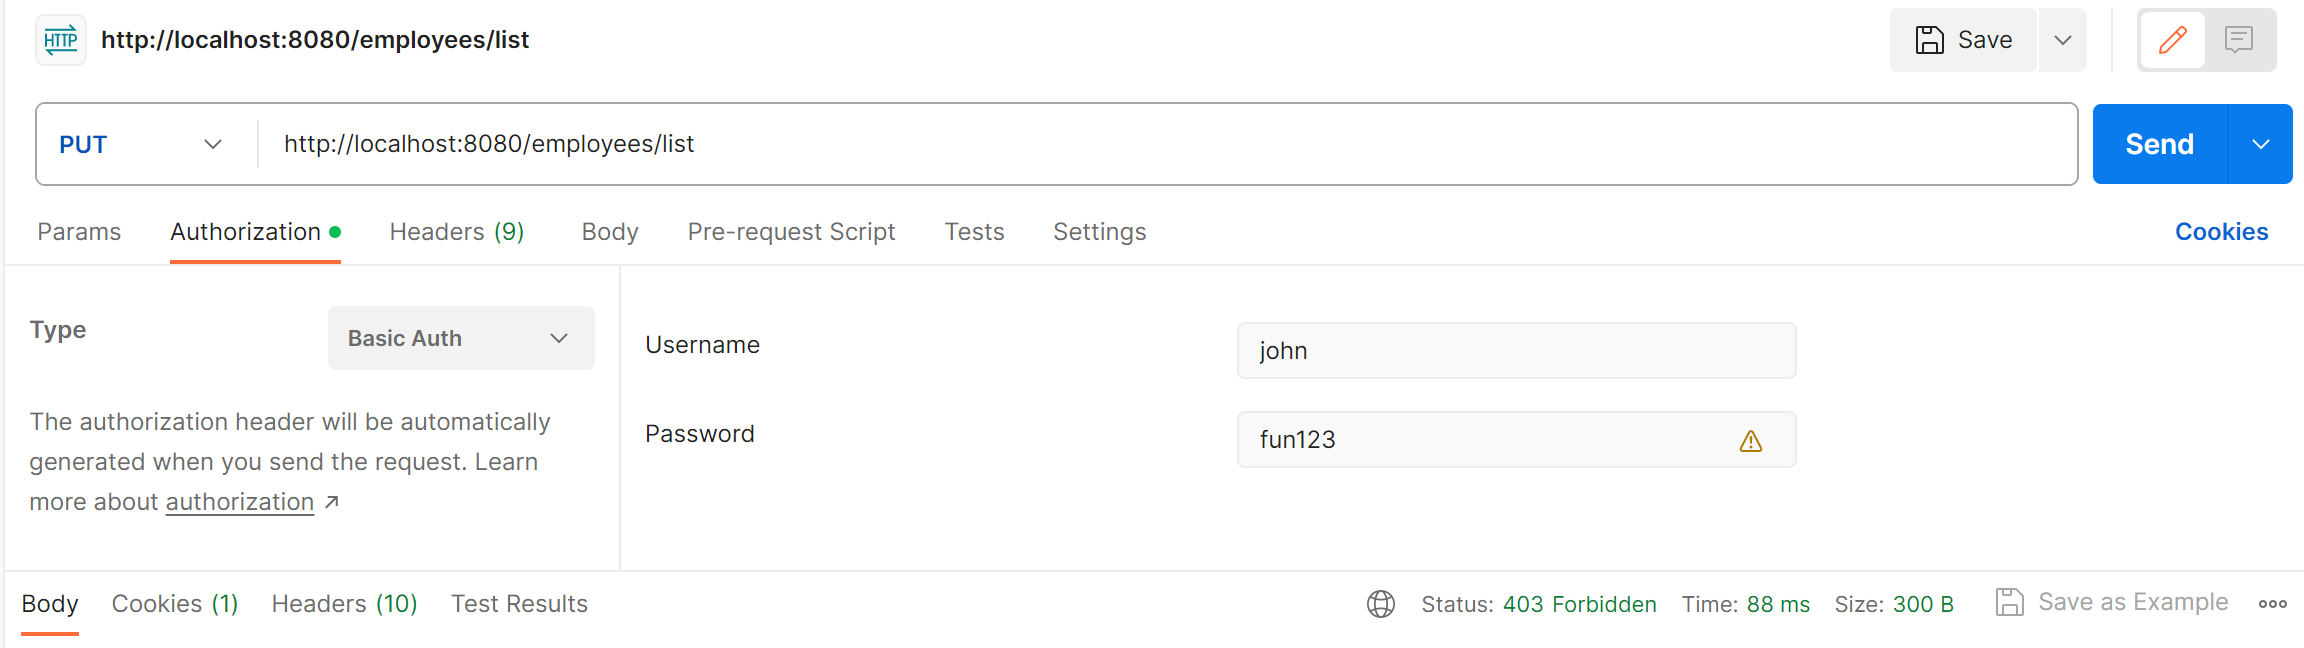 HTTP http://localhost:8080/employees/list Save
PUT http://localhost:8080/employees/list Send
Params Authorization Headers (9) Body Pre-request Script Tests Settings Cookies
Type Basic Auth
The authorization header will be automatically
generated when you send the request. Learn
more about authorization ↗
Username john
Password fun123
Body Cookies (1) Headers (10) Test Results Status: 403 Forbidden Time: 88 ms Size: 300 B Save as Example